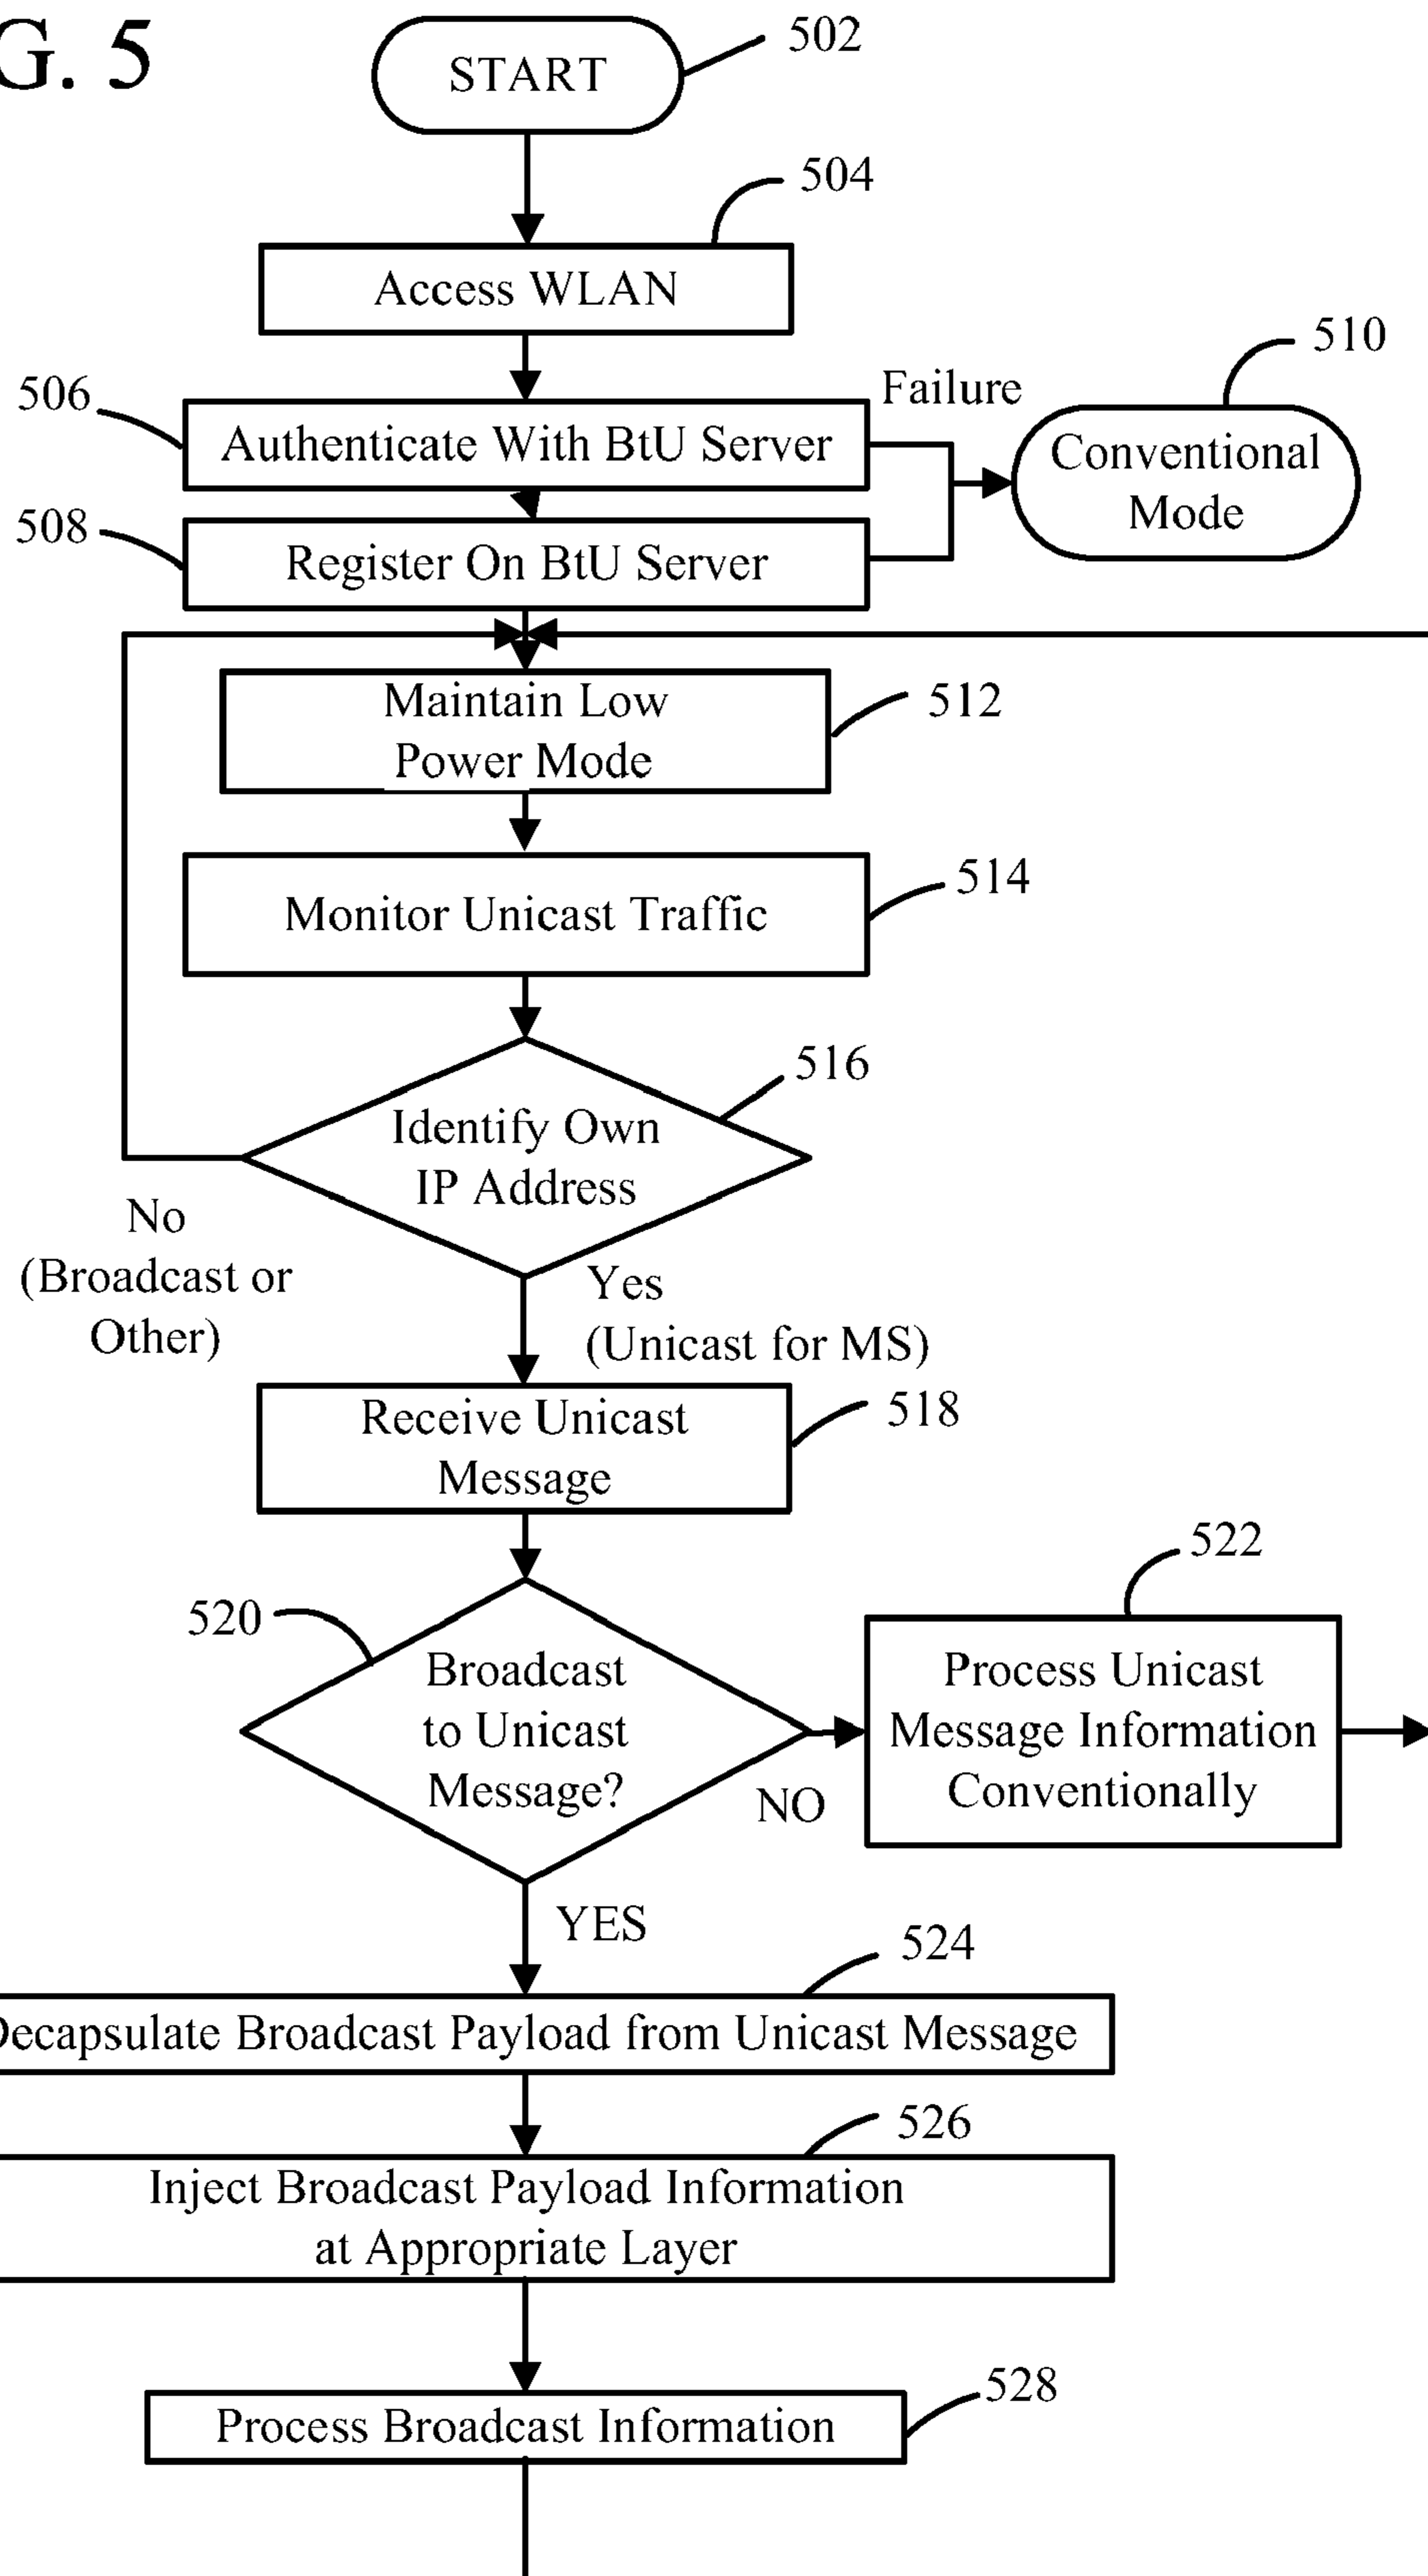 G. 5
START
502
504
Access WLAN
510
506
Failure
Authenticate With BtU Server
Conventional
Mode
508
Register On BtU Server
Maintain Low
Power Mode
512
514
Monitor Unicast Traffic
516
Identify Own
IP Address
No
(Broadcast or
Other)
Yes
(Unicast for MS)
Receive Unicast
Message
518
522
520
Broadcast
to Unicast
Message?
Process Unicast
Message Information
Conventionally
NO
YES
524
Decapsulate Broadcast Payload from Unicast Message
526
Inject Broadcast Payload Information
at Appropriate Layer
528
Process Broadcast Information